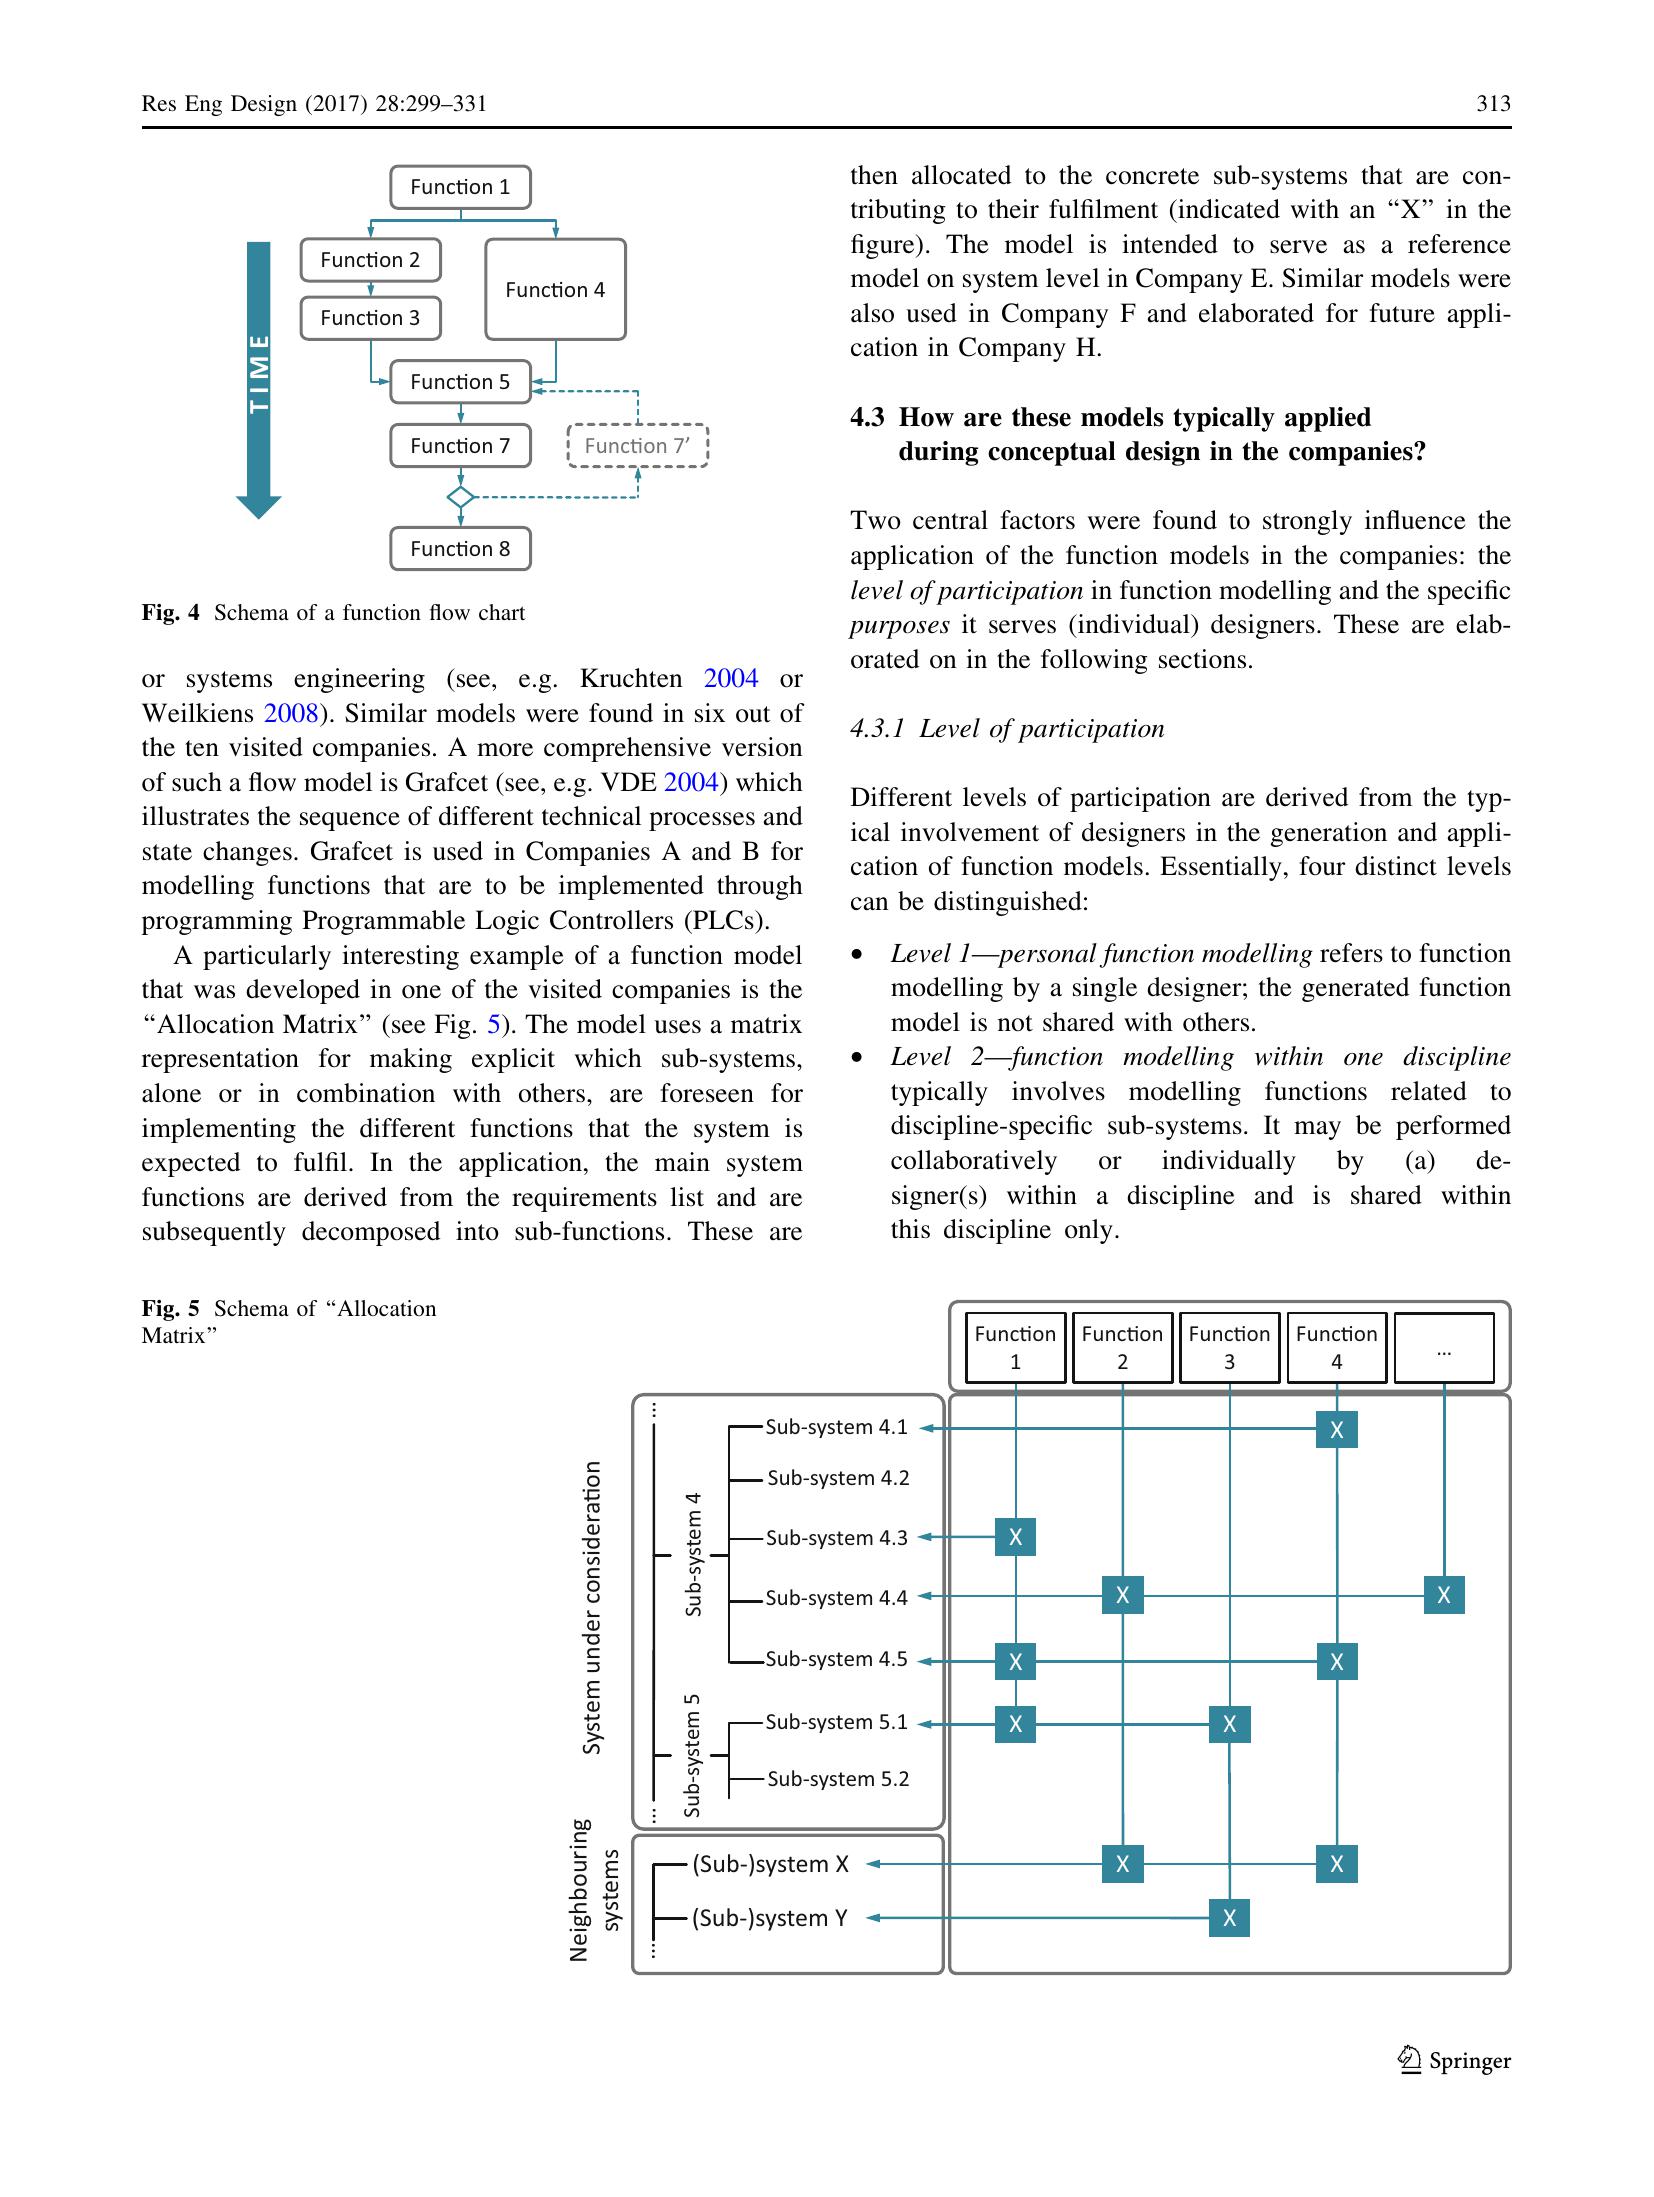 Res Eng Design (2017) 28:299–331
313
Function 1
Function 2
Function 4
Function 3
TIME
Function 5
Function 7
Function 7’
Function 8
Fig. 4 Schema of a function flow chart
or systems engineering (see, e.g. Kruchten 2004 or
Weilkiens 2008). Similar models were found in six out of
the ten visited companies. A more comprehensive version
of such a flow model is Grafcet (see, e.g. VDE 2004) which
illustrates the sequence of different technical processes and
state changes. Grafcet is used in Companies A and B for
modelling functions that are to be implemented through
programming Programmable Logic Controllers (PLCs).
A particularly interesting example of a function model
that was developed in one of the visited companies is the
“Allocation Matrix” (see Fig. 5). The model uses a matrix
representation for making explicit which sub-systems,
alone or in combination with others, are foreseen for
implementing the different functions that the system is
expected to fulfil. In the application, the main system
functions are derived from the requirements list and are
subsequently decomposed into sub-functions. These are
then allocated to the concrete sub-systems that are con-
tributing to their fulfilment (indicated with an “X” in the
figure). The model is intended to serve as a reference
model on system level in Company E. Similar models were
also used in Company F and elaborated for future appli-
cation in Company H.
4.3 How are these models typically applied
during conceptual design in the companies?
Two central factors were found to strongly influence the
application of the function models in the companies: the
level of participation in function modelling and the specific
purposes it serves (individual) designers. These are elab-
orated on in the following sections.
4.3.1 Level of participation
Different levels of participation are derived from the typ-
ical involvement of designers in the generation and appli-
cation of function models. Essentially, four distinct levels
can be distinguished:
• Level 1—personal function modelling refers to function
modelling by a single designer; the generated function
model is not shared with others.
• Level 2—function modelling within one discipline
typically involves modelling functions related to
discipline-specific sub-systems. It may be performed
collaboratively or individually by (a) de-
signer(s) within a discipline and is shared within
this discipline only.
Fig. 5 Schema of “Allocation
Matrix”
Function 1
Function 2
Function 3
Function 4
...
System under consideration
Sub-system 4
Sub-system 4.1
X
Sub-system 4.2
Sub-system 4.3
X
Sub-system 4.4
X
X
Sub-system 4.5
X
X
Sub-system 5
Sub-system 5.1
X
X
Sub-system 5.2
Neighbouring
systems
(Sub-)system X
X
X
(Sub-)system Y
X
Springer